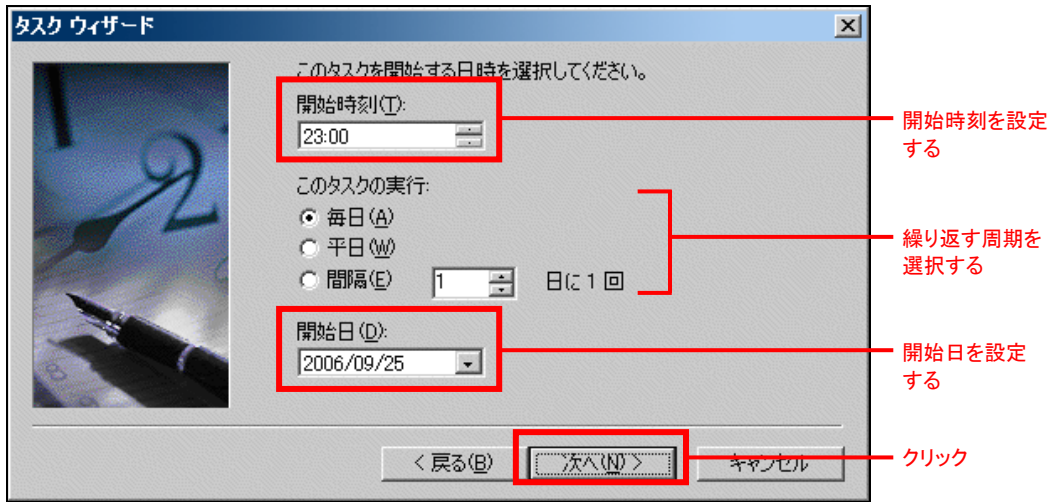 タスク ウィザード
このタスクを開始する日時を選択してください。
開始時刻(T):
23:00
開始時刻を設定
する
このタスクの実行:
毎日(A)
平日(W)
間隔(E) 1 日に 1 回
繰り返す周期を
選択する
開始日(D):
2006/09/25
開始日を設定
する
< 戻る(B) 次へ(N) > キャンセル
クリック